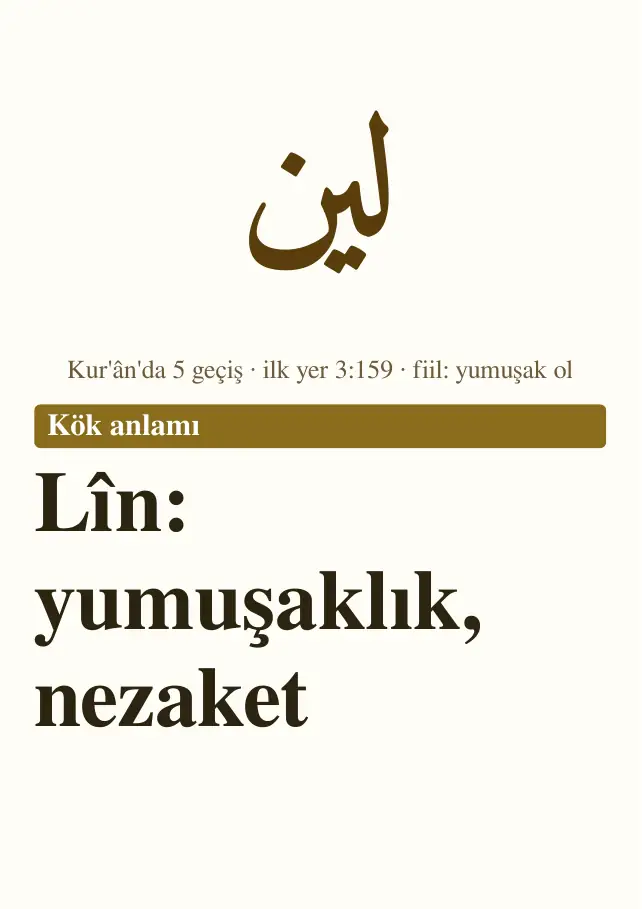 لين
Kur'ân'da 5 geçiş · ilk yer 3:159 · fiil: yumuşak ol
Kök anlamı
Lîn:
yumuşaklık,
nezaket